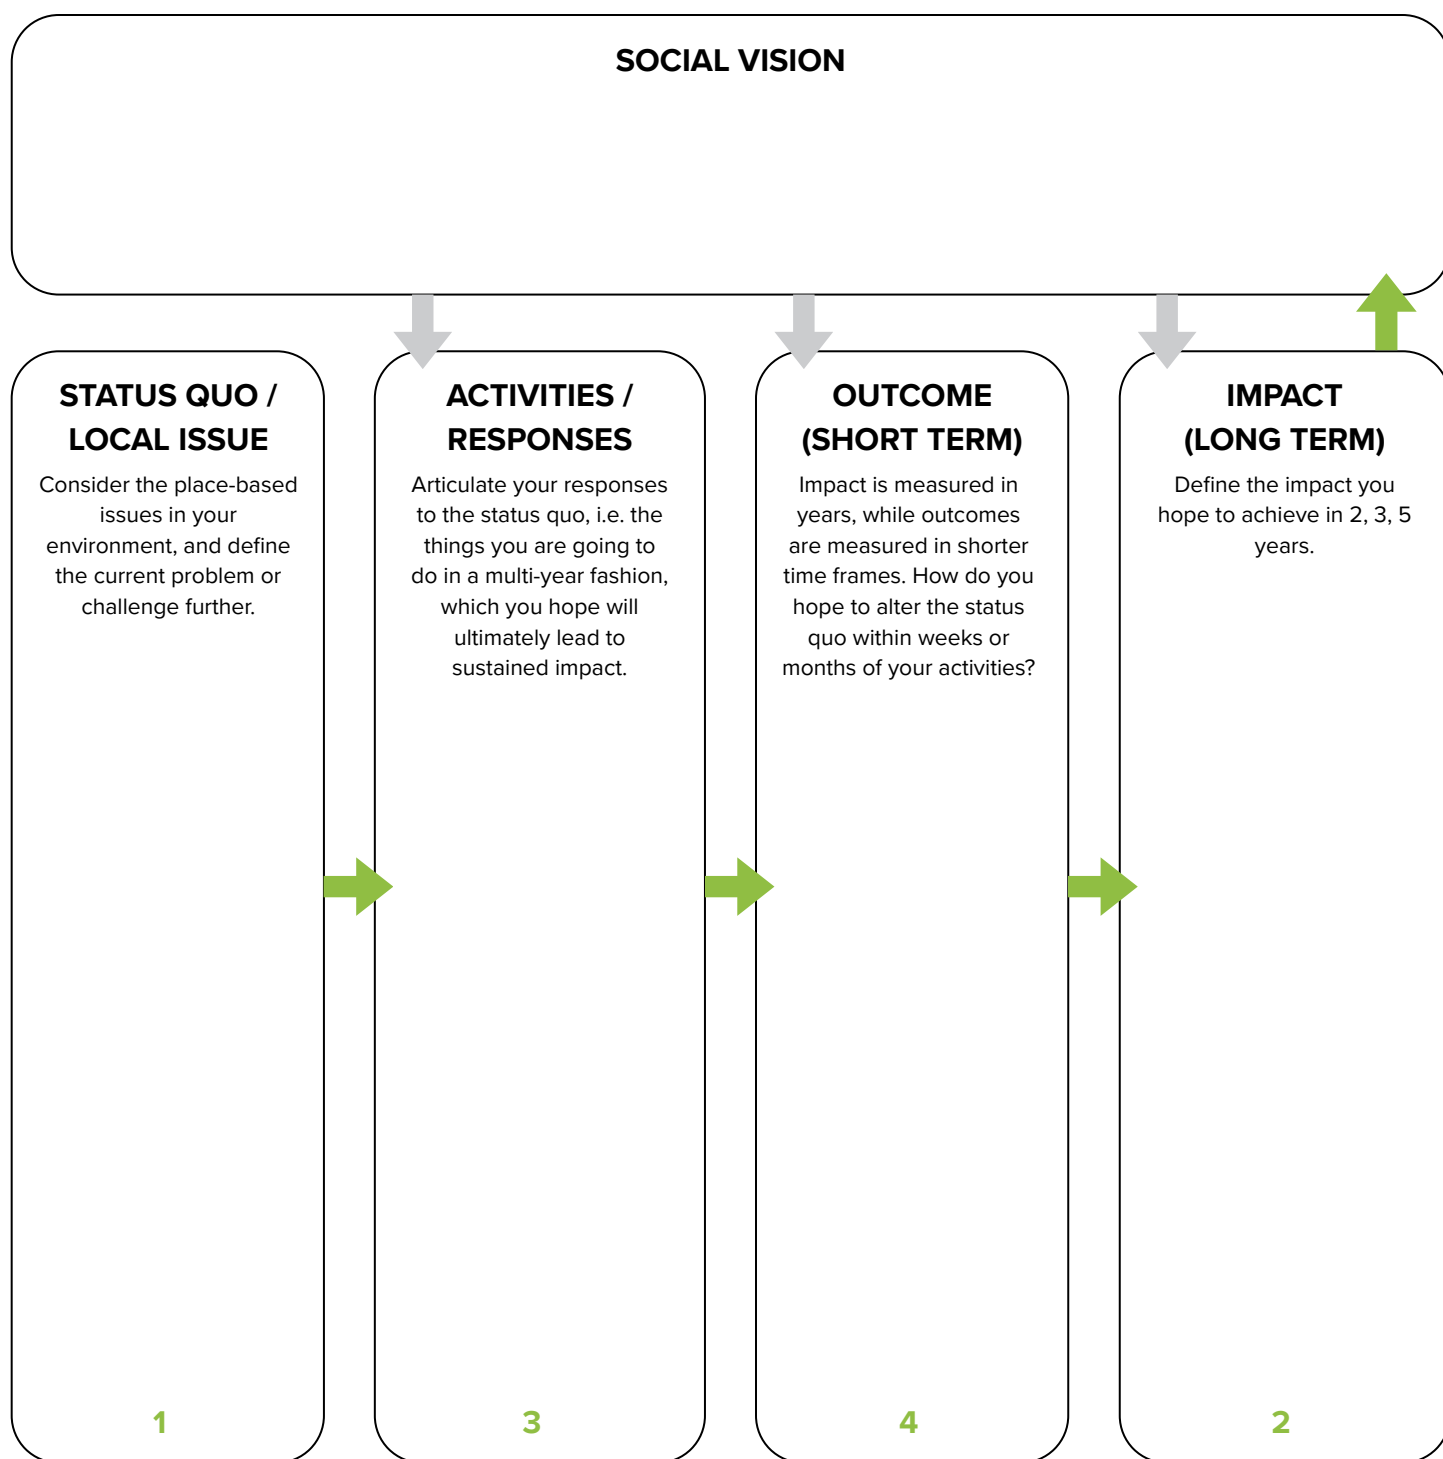 SOCIAL VISION
STATUS QUO /
LOCAL ISSUE
Consider the place-based
issues in your
environment, and define
the current problem or
challenge further.
1
ACTIVITIES /
RESPONSES
Articulate your responses
to the status quo, i.e. the
things you are going to
do in a multi-year fashion,
which you hope will
ultimately lead to
sustained impact.
3
OUTCOME
(SHORT TERM)
Impact is measured in
years, while outcomes
are measured in shorter
time frames. How do you
hope to alter the status
quo within weeks or
months of your activities?
4
IMPACT
(LONG TERM)
Define the impact you
hope to achieve in 2, 3, 5
years.
2